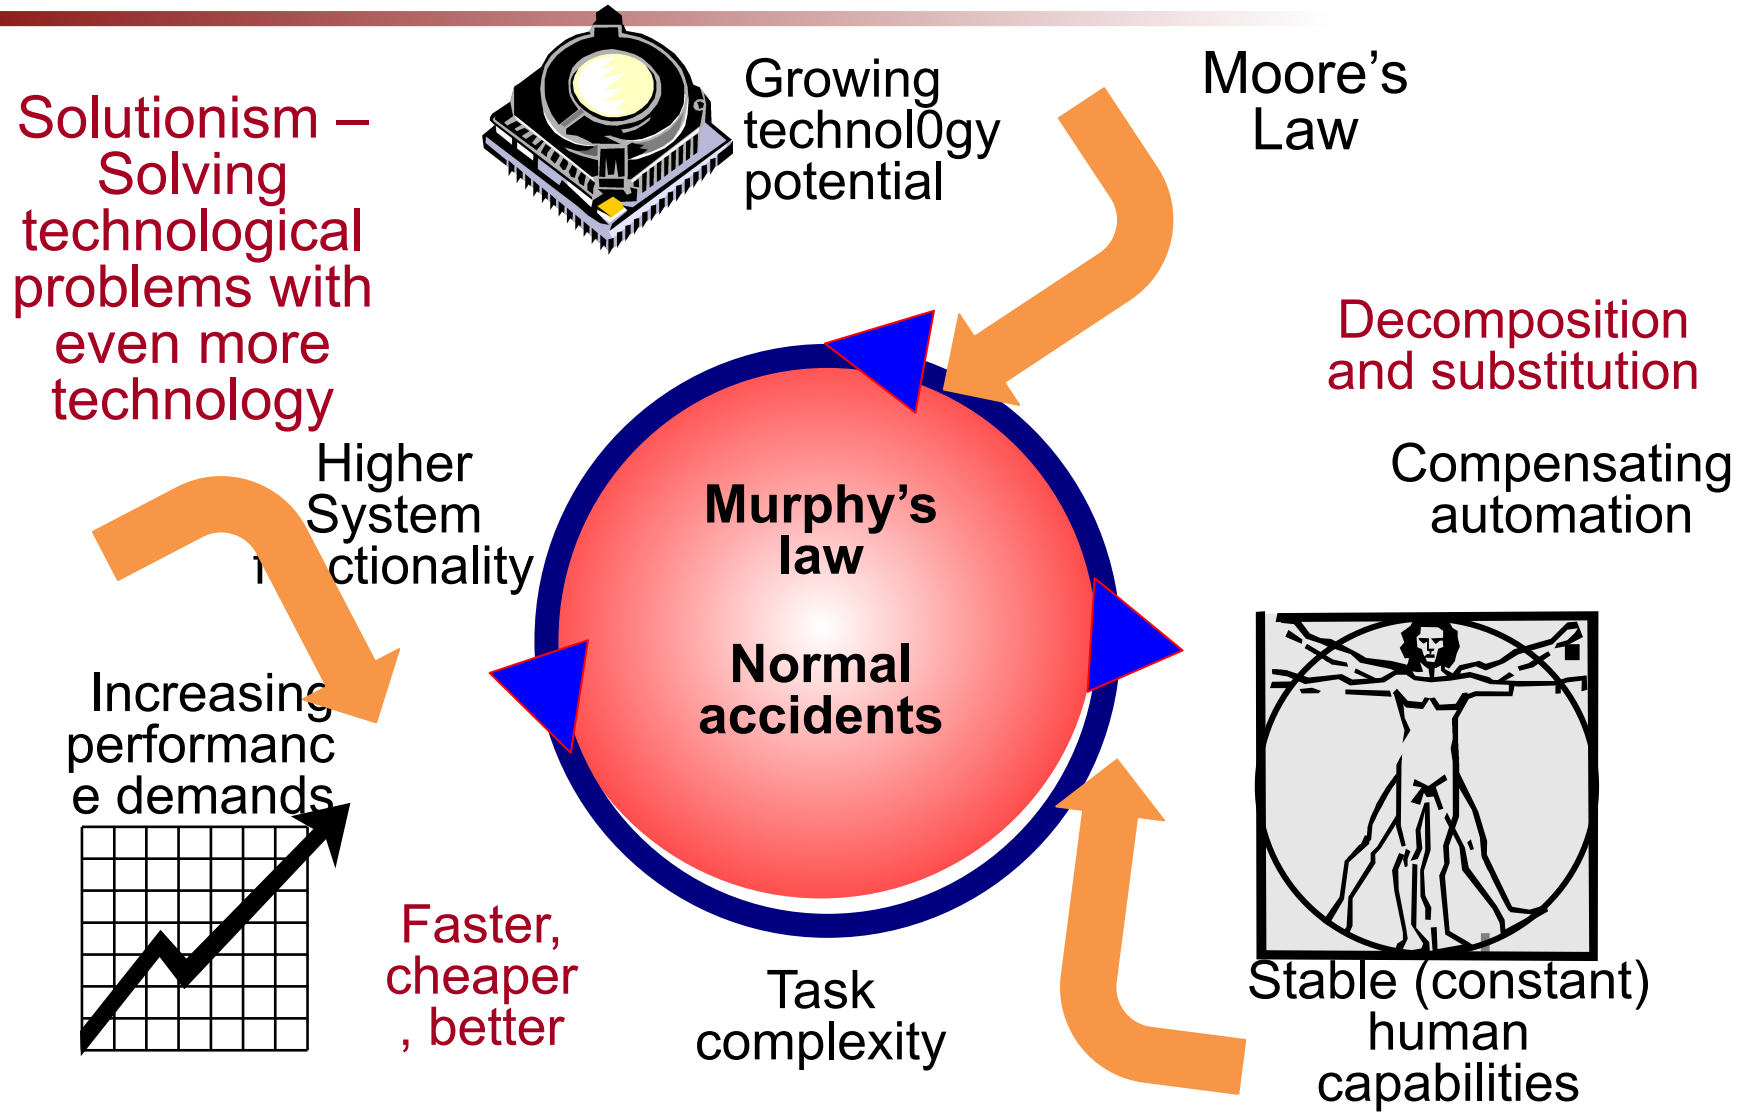 Solutionism –
Solving
technological
problems with
even more
technology
Growing
technol0gy
potential
Moore’s
Law
Decomposition
and substitution
Compensating
automation
Higher
System
Murphy’s
law
Normal
accidents
Increasing
performanc
e demands
Faster,
cheaper
, better
Task
complexity
Stable (constant)
human
capabilities